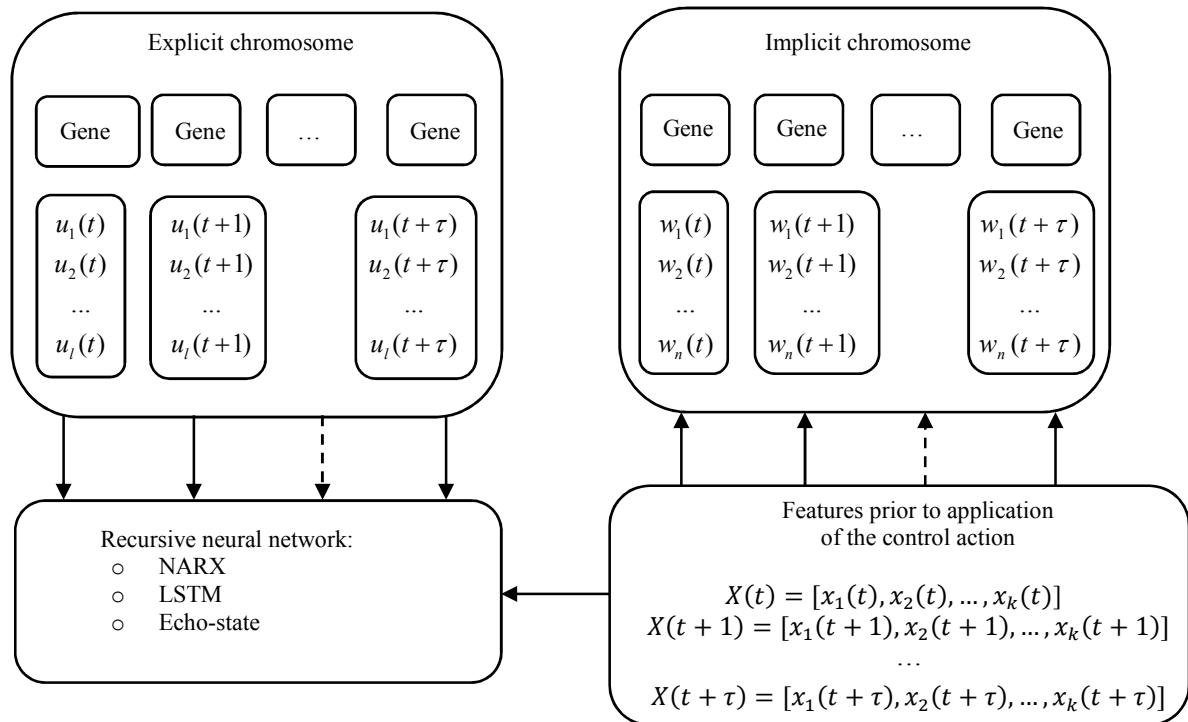 Explicit chromosome
Gene Gene … Gene
u₁(t) u₁(t+1) u₁(t+τ)
u₂(t) u₂(t+1) u₂(t+τ)
... ... ...
u_l(t) u_l(t+1) u_l(t+τ)
Implicit chromosome
Gene Gene … Gene
w₁(t) w₁(t+1) w₁(t+τ)
w₂(t) w₂(t+1) w₂(t+τ)
... ... ...
wₙ(t) wₙ(t+1) wₙ(t+τ)
Recursive neural network:
o NARX
o LSTM
o Echo-state
Features prior to application
of the control action
X(t) = [x₁(t), x₂(t), … , xₖ(t)]
X(t + 1) = [x₁(t + 1), x₂(t + 1), … , xₖ(t + 1)]
…
X(t + τ) = [x₁(t + τ), x₂(t + τ), … , xₖ(t + τ)]